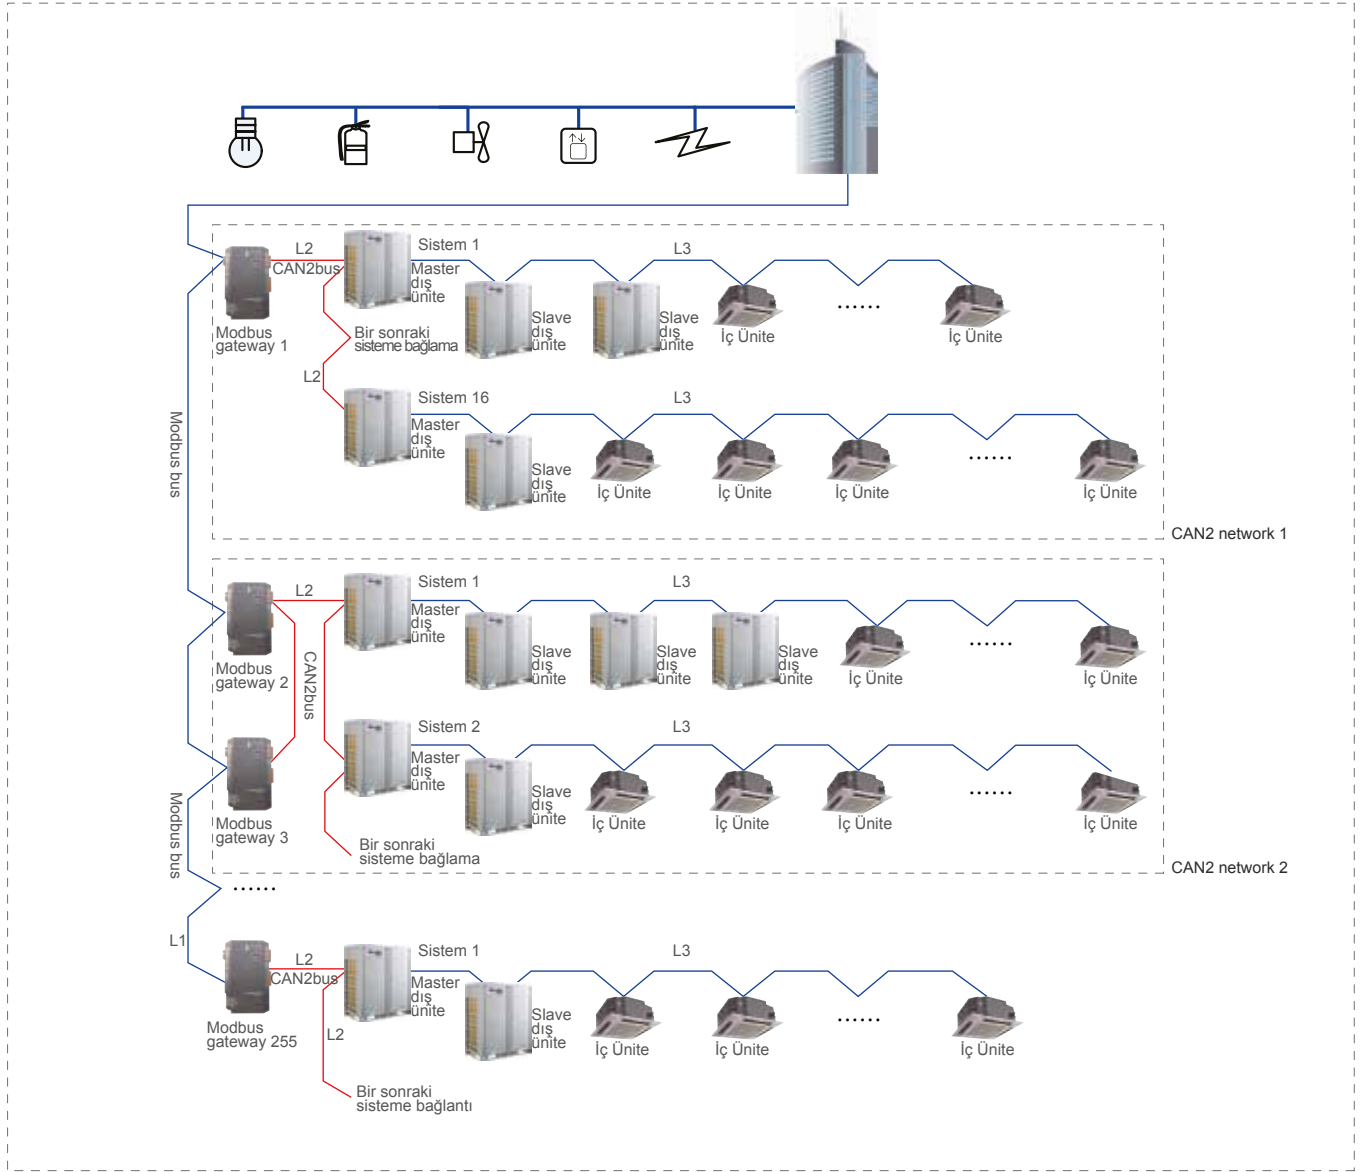 L2
CAN2bus
Sistem 1
Master
dış
ünite
L3
Slave
dış
ünite
Slave
dış
ünite
İç Ünite
......
İç Ünite
Modbus
gateway 1
Bir sonraki
sisteme bağlama
L2
Sistem 16
Master
dış
ünite
L3
Slave
dış
ünite
İç Ünite
İç Ünite
İç Ünite
......
İç Ünite
Modbus bus
CAN2 network 1
L2
Sistem 1
Master
dış
ünite
L3
Slave
dış
ünite
Slave
dış
ünite
Slave
dış
ünite
İç Ünite
......
İç Ünite
Modbus
gateway 2
CAN2bus
Sistem 2
Master
dış
ünite
L3
Slave
dış
ünite
İç Ünite
İç Ünite
İç Ünite
......
İç Ünite
Modbus
gateway 3
Modbus bus
Bir sonraki
sisteme bağlama
CAN2 network 2
......
L1
L2
CAN2bus
Sistem 1
Master
dış
ünite
L3
Slave
dış
ünite
İç Ünite
İç Ünite
......
İç Ünite
Modbus
gateway 255
L2
Bir sonraki
sisteme bağlantı